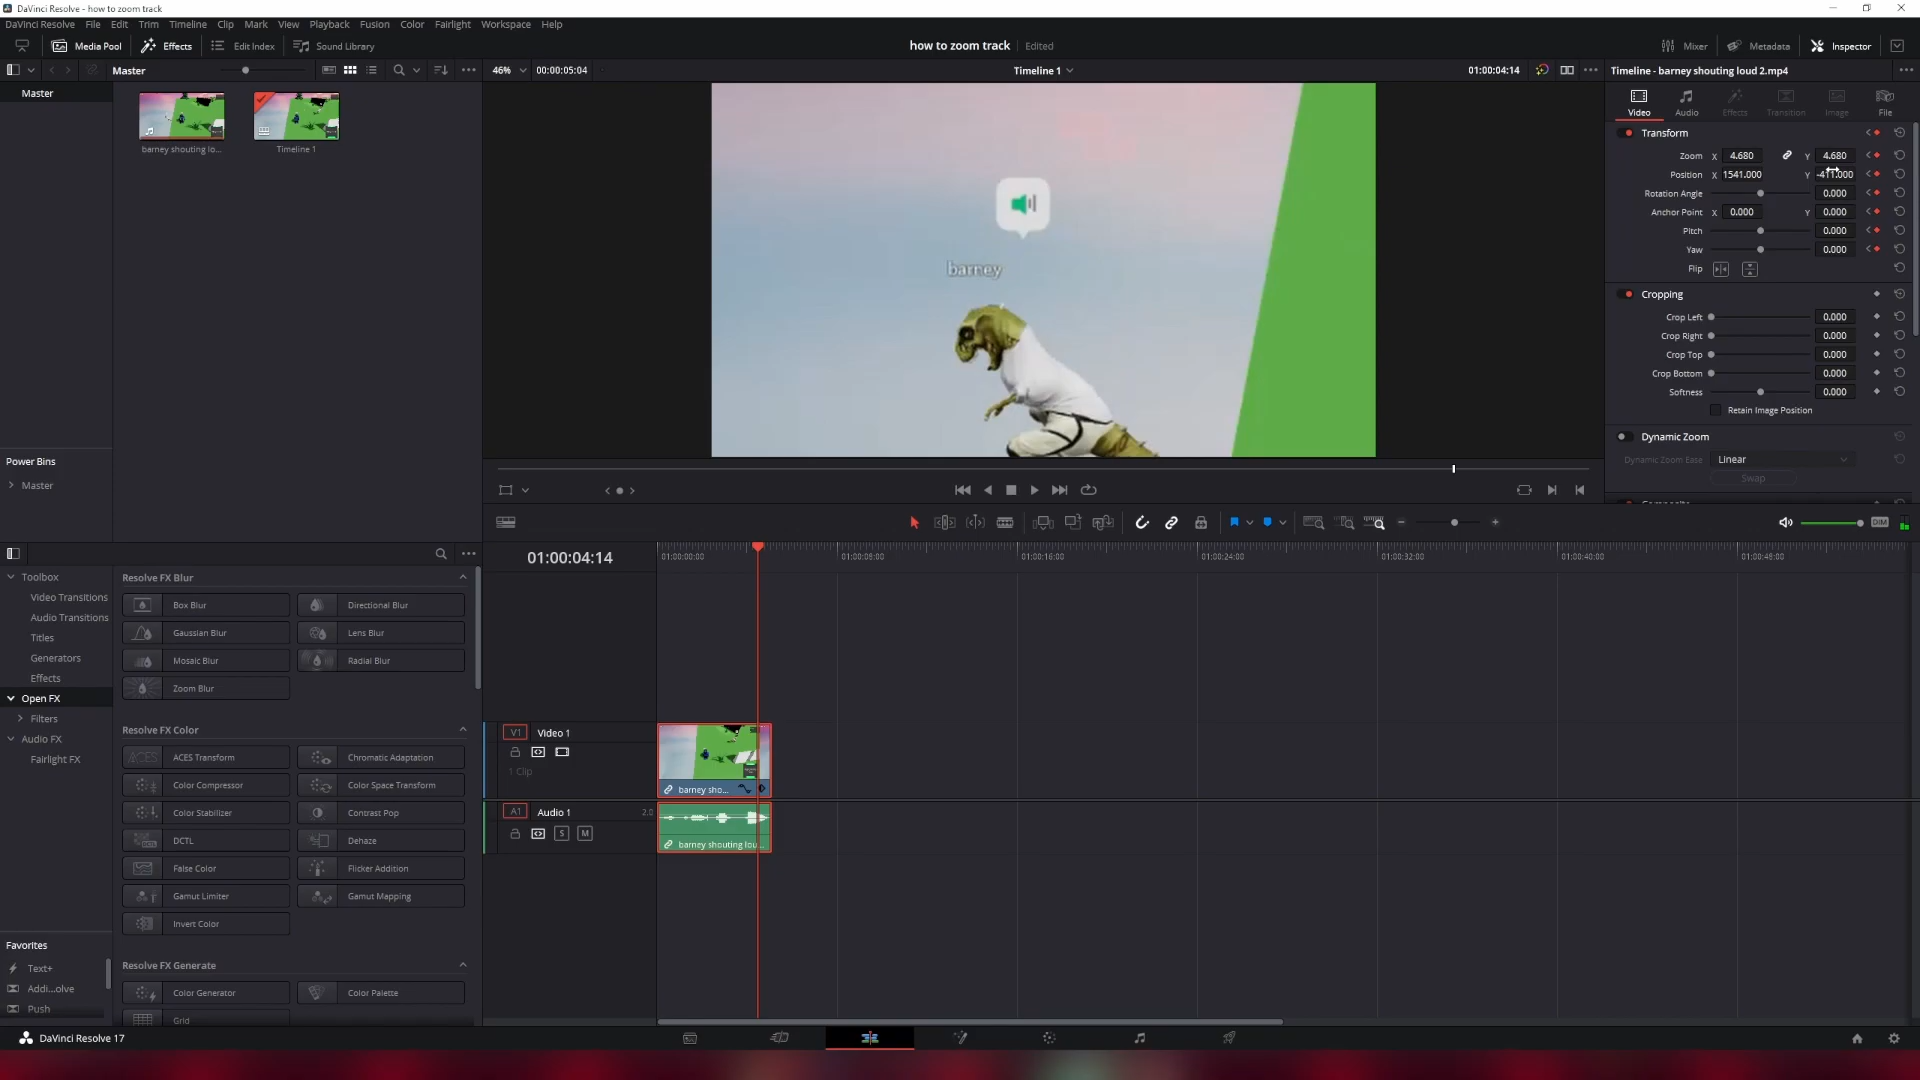 DaVinci Resolve - how to zoom track
DaVinci Resolve File Edit Trim Timeline Clip Mark View Playback Fusion Color Fairlight Workspace Help
Media Pool Effects Edit Index Sound Library how to zoom track Edited Mixer Metadata Inspector
Master 46% 00:00:05:04 Timeline 1 01:00:04:14 Timeline - barney shouting loud 2.mp4
Master
barney shouting lo... Timeline 1
Power Bins
Master
barney
Video Audio Effects Transition Image File
Transform
Zoom X 4.680 Y 4.680
Position X 1541.000 Y -411.000
Rotation Angle 0.000
Anchor Point X 0.000 Y 0.000
Pitch 0.000
Yaw 0.000
Flip
Cropping
Crop Left 0.000
Crop Right 0.000
Crop Top 0.000
Crop Bottom 0.000
Softness 0.000
Retain Image Position
Dynamic Zoom
Dynamic Zoom Ease Linear
Swap
DIM
Toolbox
Video Transitions
Audio Transitions
Titles
Generators
Effects
Open FX
Filters
Audio FX
Fairlight FX
Favorites
Text+
Addi...olve
Push
Resolve FX Blur
Box Blur Directional Blur
Gaussian Blur Lens Blur
Mosaic Blur Radial Blur
Zoom Blur
Resolve FX Color
ACES ACES Transform Chromatic Adaptation
Color Compressor Color Space Transform
Color Stabilizer Contrast Pop
DCTL Dehaze
False Color Flicker Addition
Gamut Limiter Gamut Mapping
Invert Color
Resolve FX Generate
Color Generator Color Palette
Grid
01:00:04:14 01:00:00:00 01:00:08:00 01:00:16:00 01:00:24:00 01:00:32:00 01:00:40:00 01:00:48:00
V1 Video 1
1 Clip
barney sho...
A1 Audio 1 2.0
S M
barney shouting lou...
DaVinci Resolve 17